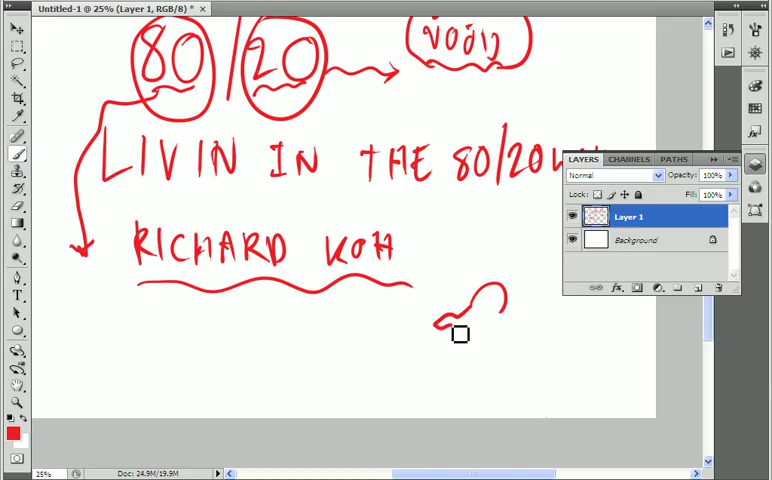 Untitled-1 @ 25% (Layer 1, RGB/8) *
80/20
LIVIN IN THE 80/20
RICHARD KOH
LAYERS CHANNELS PATHS
Normal Opacity: 100%
Lock: Fill: 100%
Layer 1
Background
25% Doc: 24.9M/19.9M